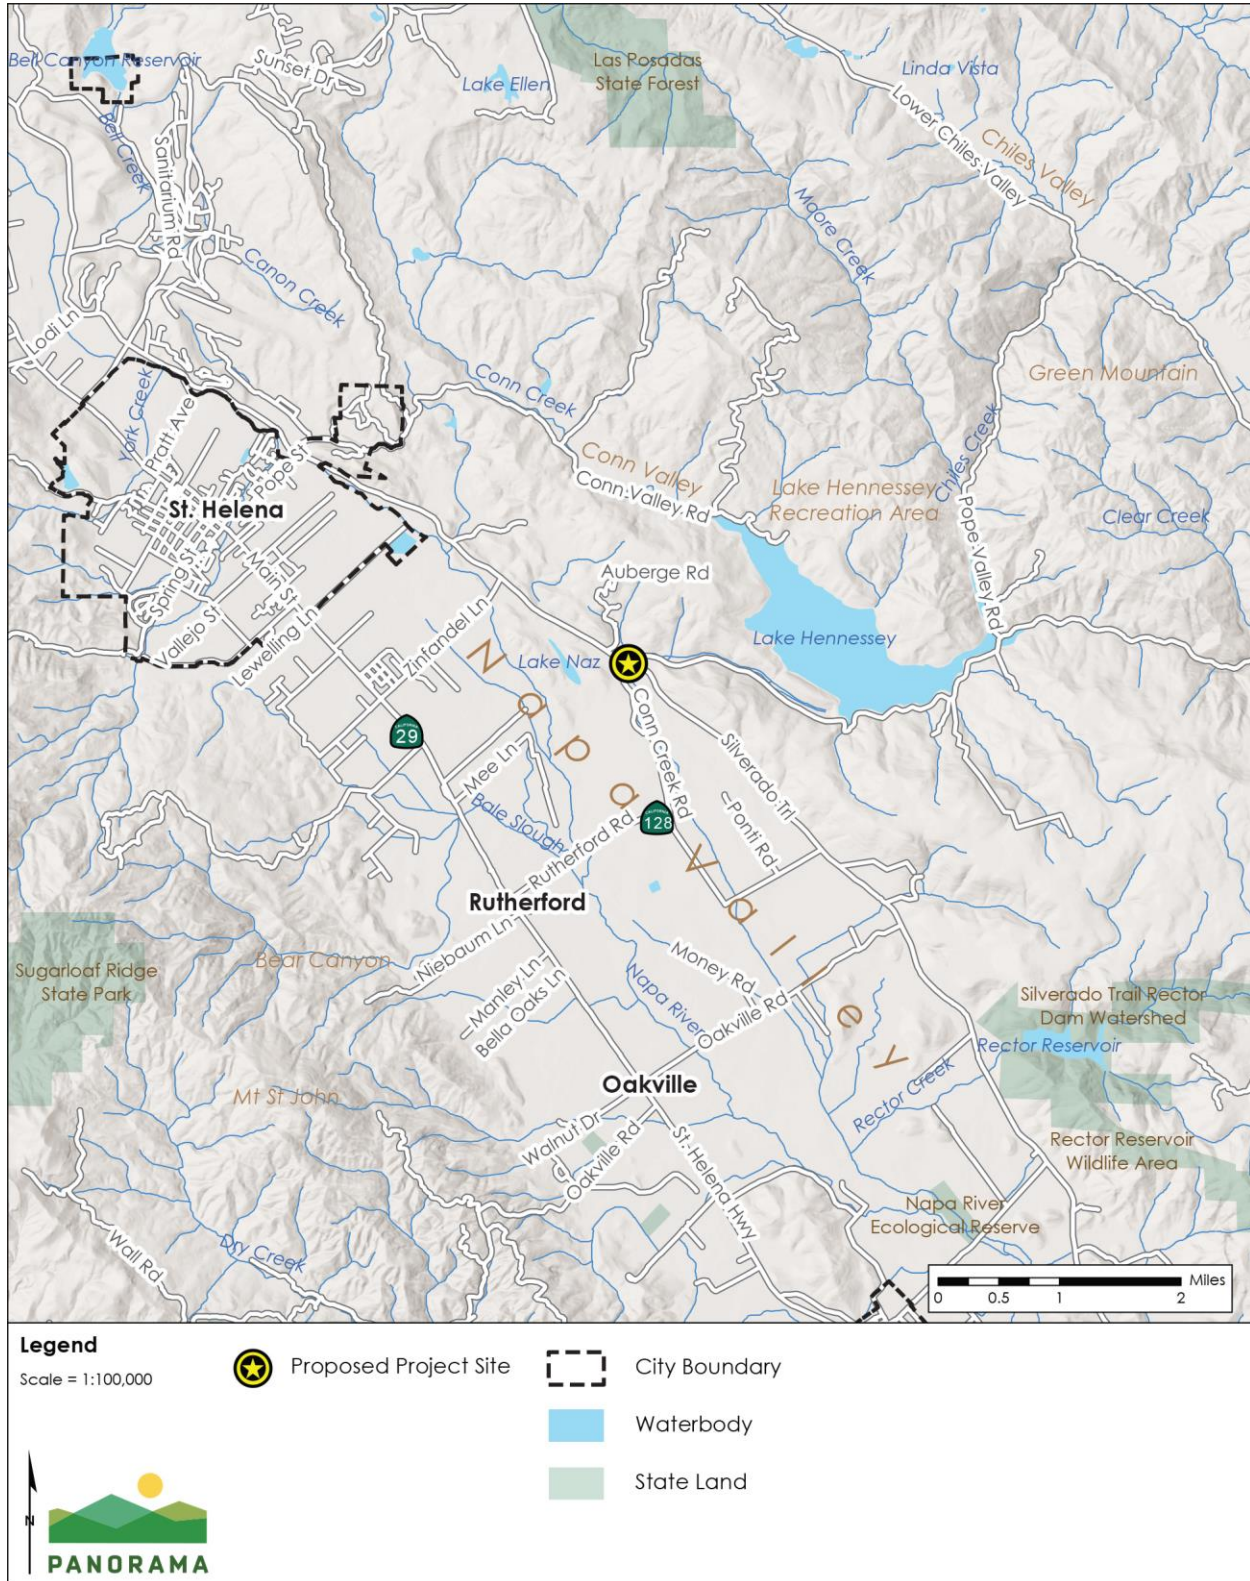 Bell Canyon Reservoir
Sunset Dr
Lake Ellen
Las Posadas
State Forest
Linda Vista
Lower Chiles Valley
Chiles Valley
Bell Creek
Sanitarium Rd
Moore Creek
Canon Creek
Lodi Ln
York Creek
Pratt Ave
Conn Creek
Green Mountain
Pope St
St. Helena
Conn Valley
Conn Valley Rd
Lake Hennessey
Recreation Area
Chiles Creek
Pope Valley Rd
Clear Creek
Spring St
Main St
Vallejo St
Lewelling Ln
Zinfandel Ln
Auberge Rd
Lake Hennessey
Lake Naz
Napa Valley
CALIFORNIA
29
Mee Ln
Conn Creek Rd
Silverado Trl
Bale Slough
Rutherford Rd
CALIFORNIA
128
Ponti Rd
Rutherford
Niebaum Ln
Bear Canyon
Manley Ln
Bella Oaks Ln
Money Rd
Napa River
Oakville Rd
Sugarloaf Ridge
State Park
Silverado Trail Rector
Dam Watershed
Rector Reservoir
Mt St John
Oakville
Rector Creek
Walnut Dr
Oakville Rd
St. Helena Hwy
Rector Reservoir
Wildlife Area
Napa River
Ecological Reserve
Wall Rd
Dry Creek
0 0.5 1 2 Miles
Legend
Scale = 1:100,000
Proposed Project Site
City Boundary
Waterbody
State Land
N
PANORAMA